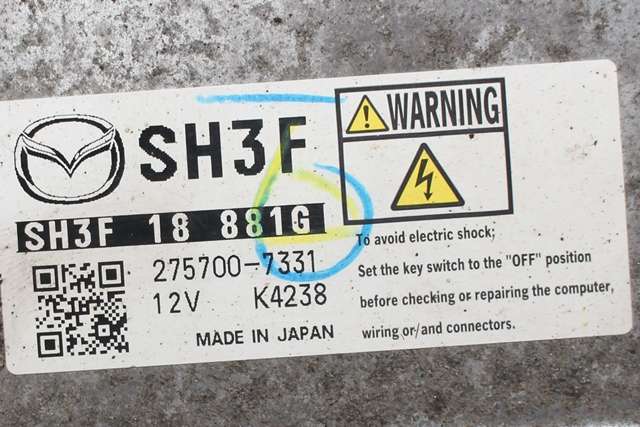 SH3F
SH3F 18 881G
275700-7331
12V K4238
MADE IN JAPAN
WARNING
To avoid electric shock;
Set the key switch to the "OFF" position
before checking or repairing the computer,
wiring or/and connectors.